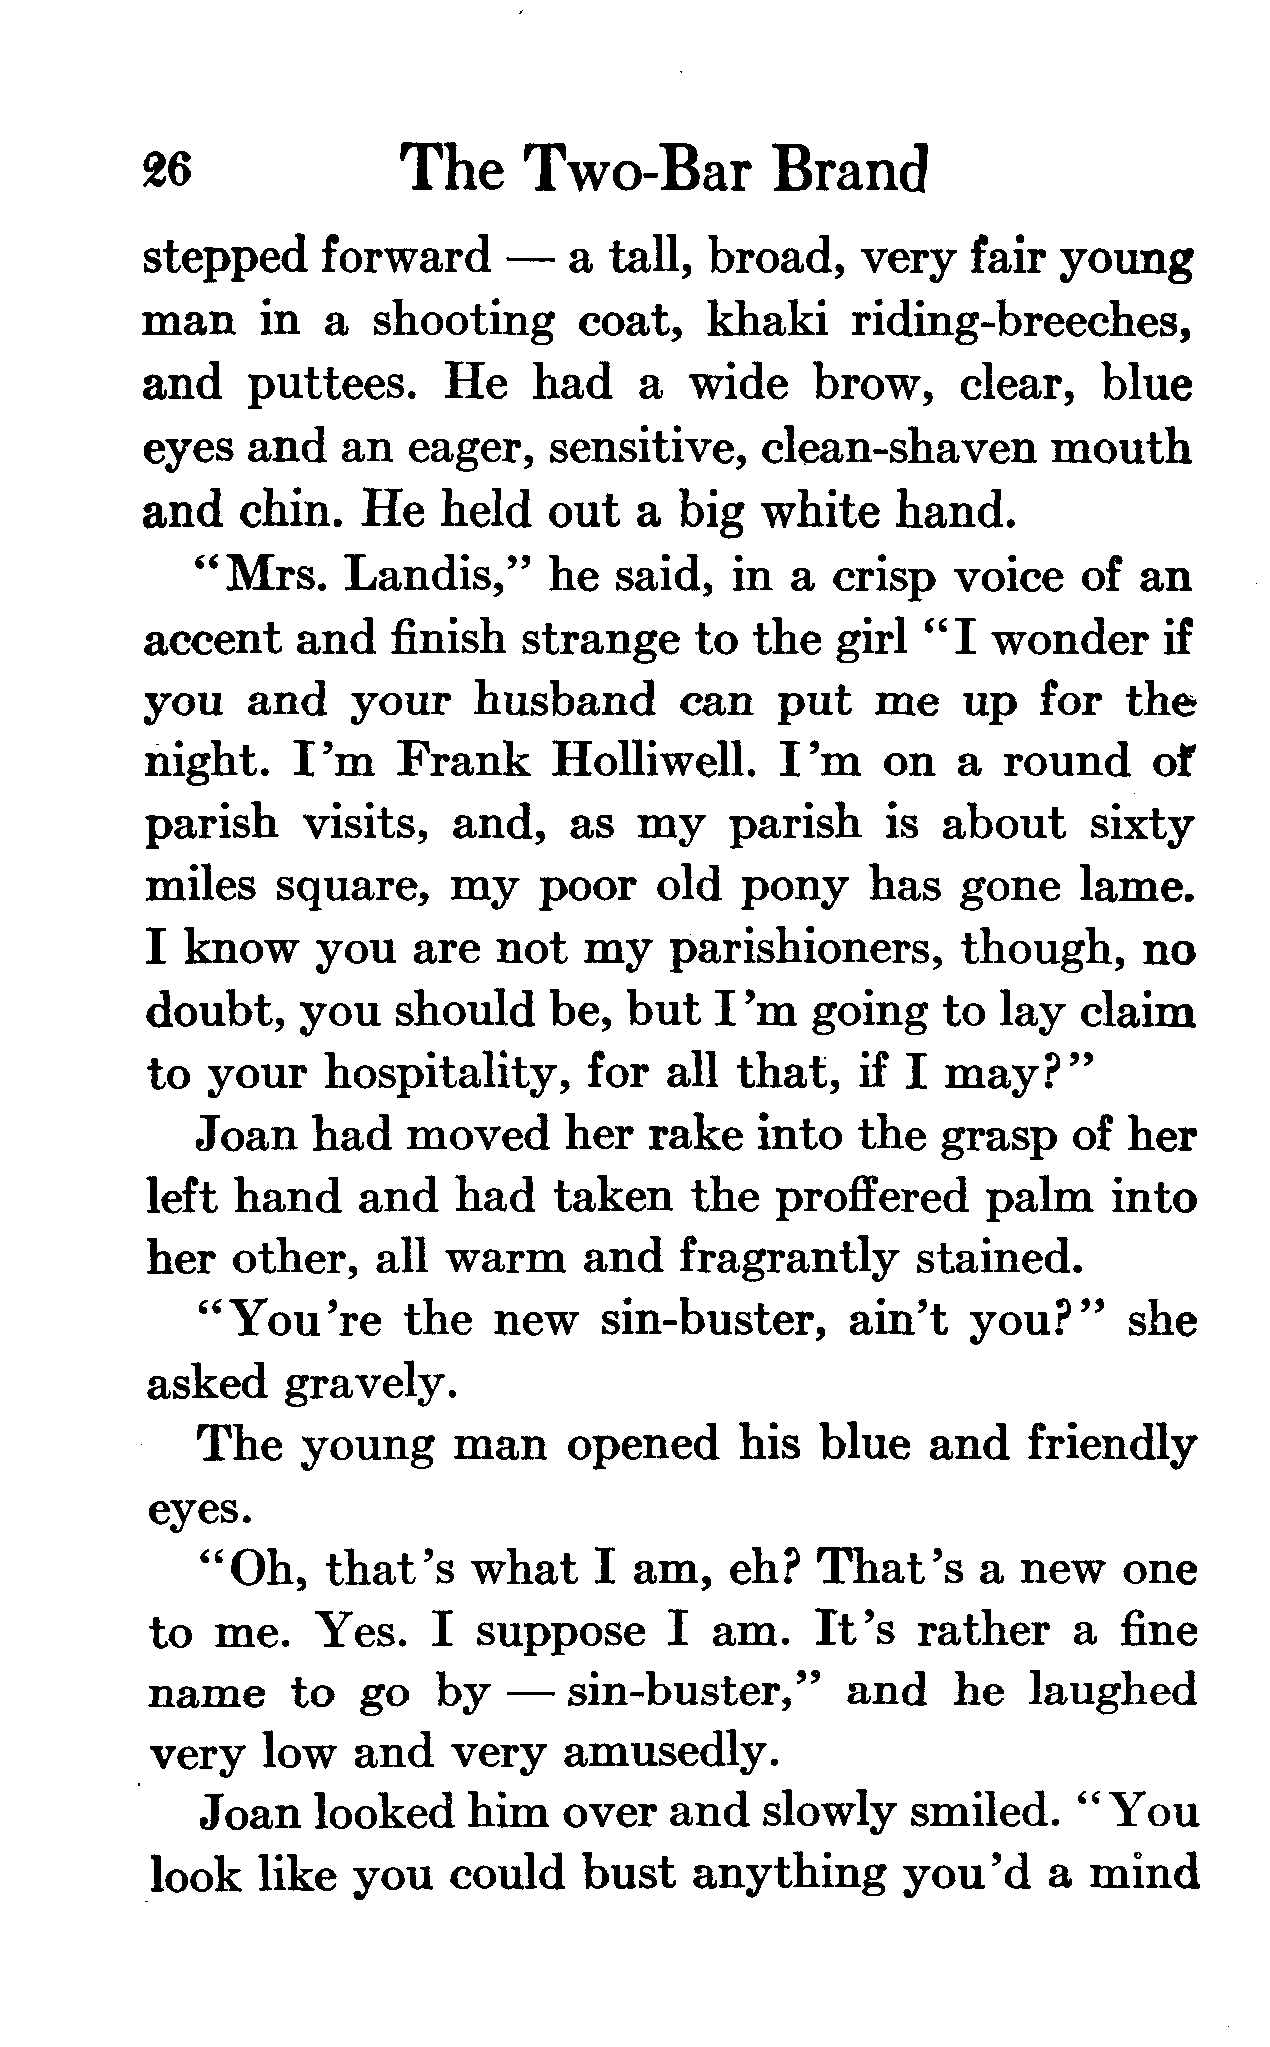 26 The Two-Bar Brand
stepped forward — a tall, broad, very fair young
man in a shooting coat, khaki riding-breeches,
and puttees. He had a wide brow, clear, blue
eyes and an eager, sensitive, clean-shaven mouth
and chin. He held out a big white hand.
"Mrs. Landis," he said, in a crisp voice of an
accent and finish strange to the girl "I wonder if
you and your husband can put me up for the
night. I'm Frank Holliwell. I'm on a round of
parish visits, and, as my parish is about sixty
miles square, my poor old pony has gone lame.
I know you are not my parishioners, though, no
doubt, you should be, but I'm going to lay claim
to your hospitality, for all that, if I may?"
Joan had moved her rake into the grasp of her
left hand and had taken the proffered palm into
her other, all warm and fragrantly stained.
"You're the new sin-buster, ain't you?" she
asked gravely.
The young man opened his blue and friendly
eyes.
"Oh, that's what I am, eh? That's a new one
to me. Yes. I suppose I am. It's rather a fine
name to go by — sin-buster," and he laughed
very low and very amusedly.
Joan looked him over and slowly smiled. "You
look like you could bust anything you'd a mind